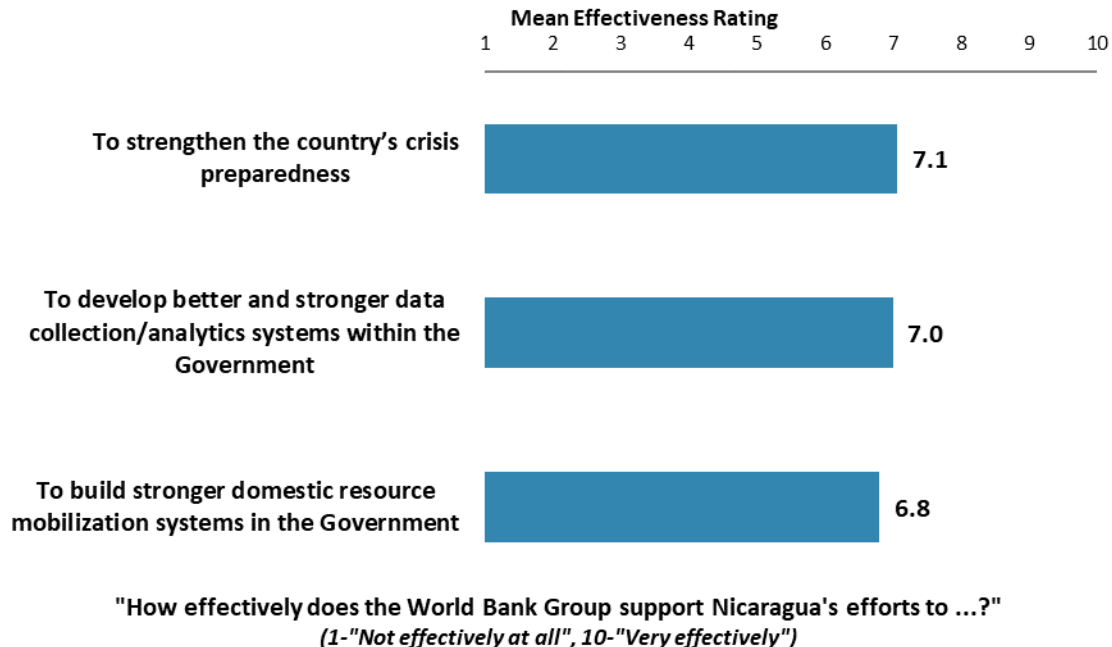 Mean Effectiveness Rating
1 2 3 4 5 6 7 8 9 10
To strengthen the country’s crisis
preparedness
7.1
To develop better and stronger data
collection/analytics systems within the
Government
7.0
To build stronger domestic resource
mobilization systems in the Government
6.8
"How effectively does the World Bank Group support Nicaragua's efforts to ...?"
(1-"Not effectively at all", 10-"Very effectively")